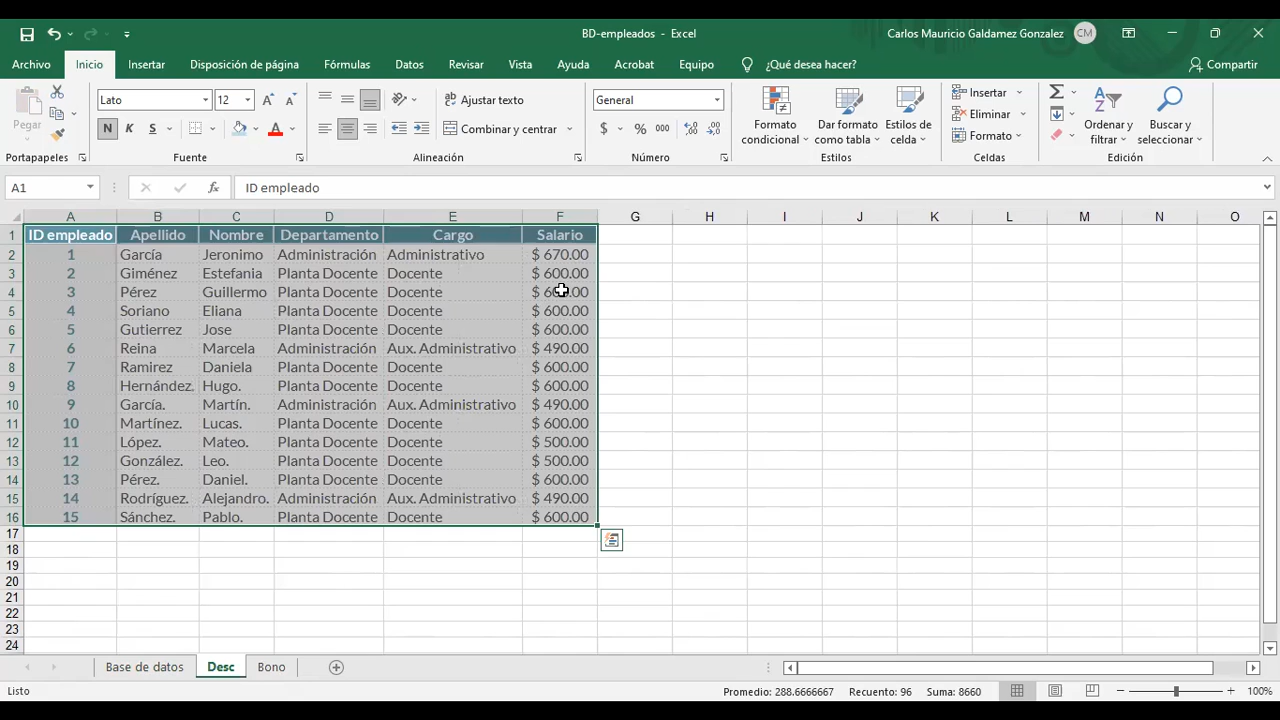 BD-empleados - Excel
Carlos Mauricio Galdamez Gonzalez CM
Archivo Inicio Insertar Disposición de página Fórmulas Datos Revisar Vista Ayuda Acrobat Equipo ¿Qué desea hacer? Compartir
Pegar
Lato 12
N K S
Ajustar texto
Combinar y centrar
General
$ % 000
Formato condicional
Dar formato como tabla
Estilos de celda
Insertar
Eliminar
Formato
Ordenar y filtrar
Buscar y seleccionar
Portapapeles Fuente Alineación Número Estilos Celdas Edición
A1 fx ID empleado
A B C D E F G H I J K L M N O
1 ID empleado Apellido Nombre Departamento Cargo Salario
2 1 García Jeronimo Administración Administrativo $ 670.00
3 2 Giménez Estefania Planta Docente Docente $ 600.00
4 3 Pérez Guillermo Planta Docente Docente $ 600.00
5 4 Soriano Eliana Planta Docente Docente $ 600.00
6 5 Gutierrez Jose Planta Docente Docente $ 600.00
7 6 Reina Marcela Administración Aux. Administrativo $ 490.00
8 7 Ramirez Daniela Planta Docente Docente $ 600.00
9 8 Hernández. Hugo. Planta Docente Docente $ 600.00
10 9 García. Martín. Administración Aux. Administrativo $ 490.00
11 10 Martínez. Lucas. Planta Docente Docente $ 600.00
12 11 López. Mateo. Planta Docente Docente $ 500.00
13 12 González. Leo. Planta Docente Docente $ 500.00
14 13 Pérez. Daniel. Planta Docente Docente $ 600.00
15 14 Rodríguez. Alejandro. Administración Aux. Administrativo $ 490.00
16 15 Sánchez. Pablo. Planta Docente Docente $ 600.00
17
18
19
20
21
22
23
24
Base de datos Desc Bono
Listo Promedio: 288.6666667 Recuento: 96 Suma: 8660 100%